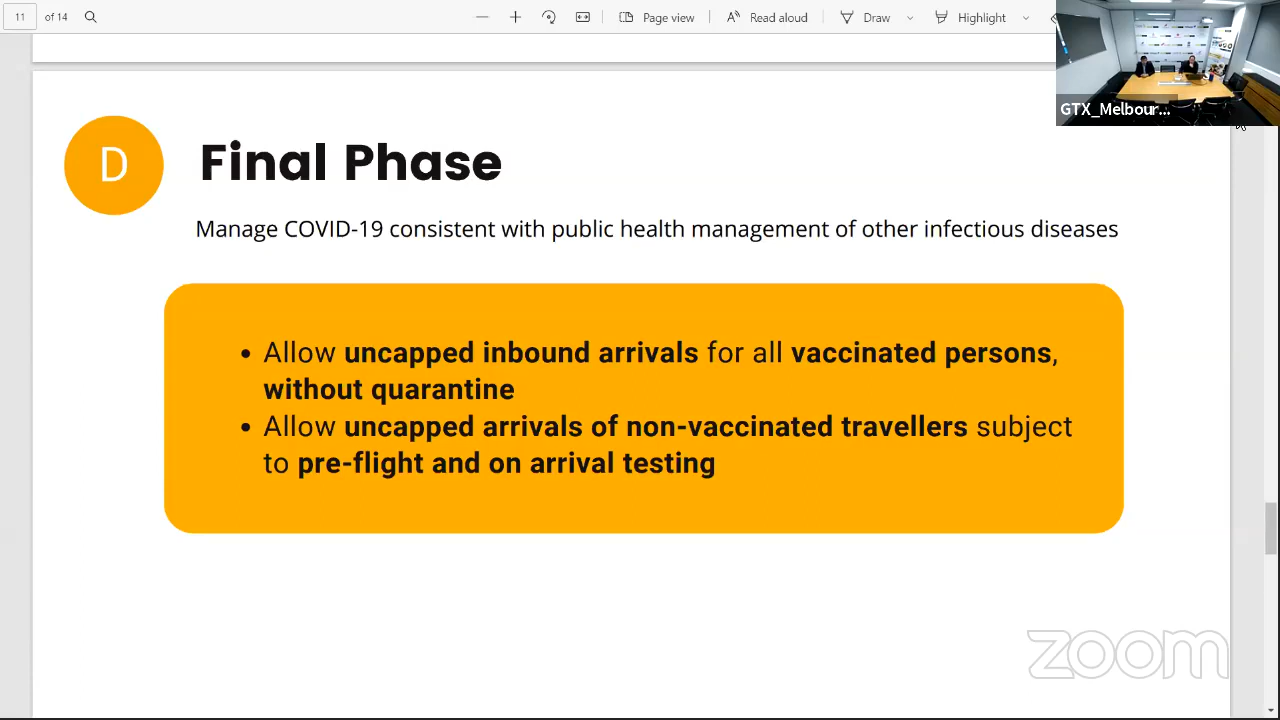 11 of 14 Page view Read aloud Draw Highlight
GTX_Melbour...
D
Final Phase
Manage COVID-19 consistent with public health management of other infectious diseases
• Allow uncapped inbound arrivals for all vaccinated persons,
without quarantine
• Allow uncapped arrivals of non-vaccinated travellers subject
to pre-flight and on arrival testing
zoom